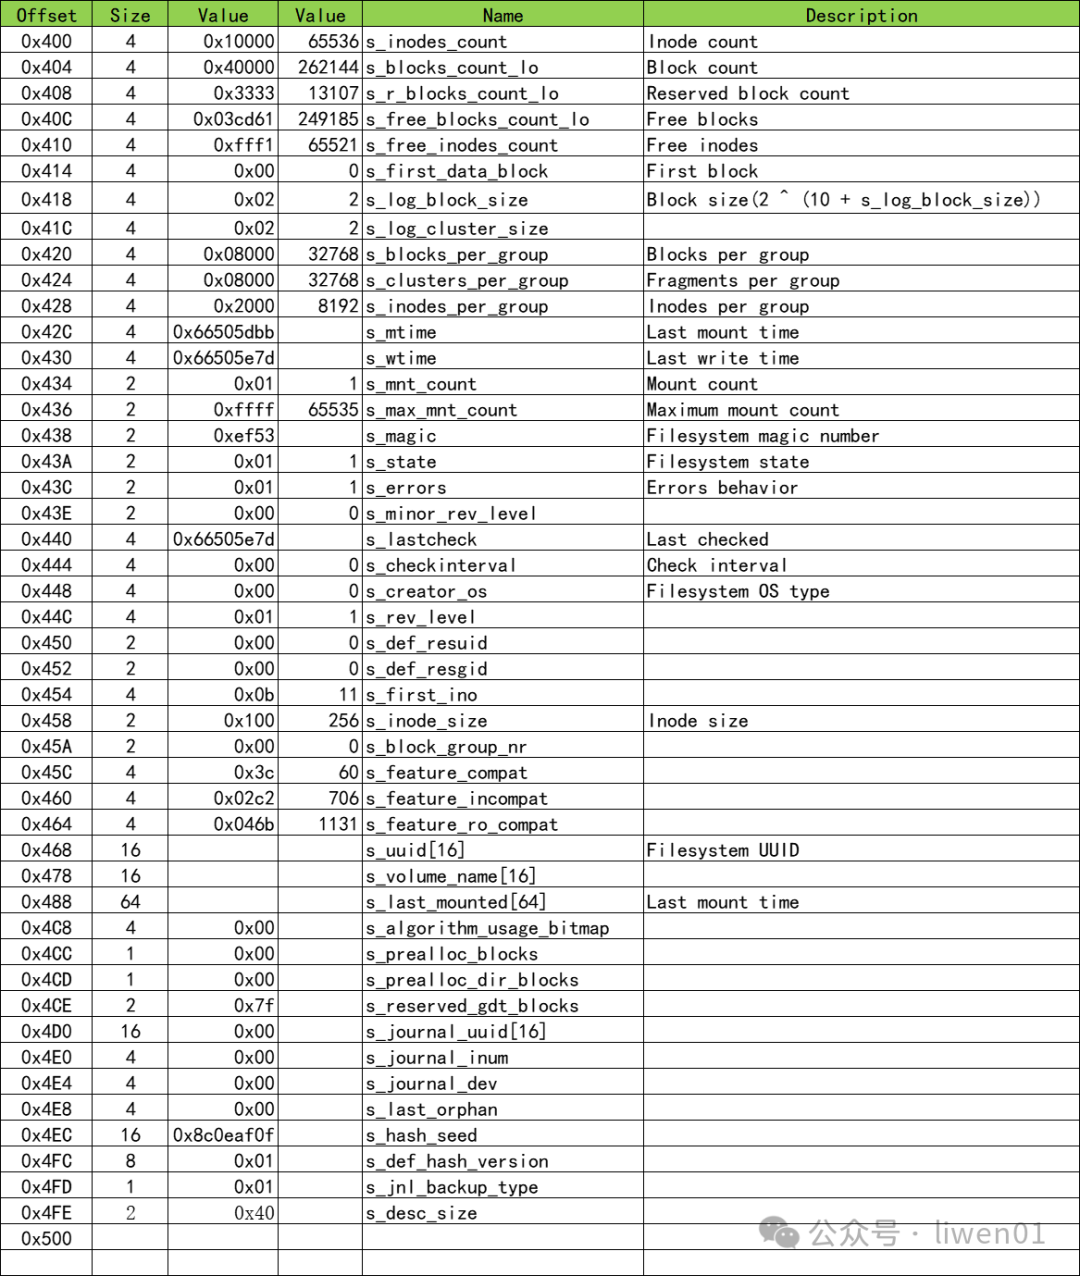 Offset Size Value Value Name Description
0x400 4 0x10000 65536 s_inodes_count Inode count
0x404 4 0x40000 262144 s_blocks_count_lo Block count
0x408 4 0x3333 13107 s_r_blocks_count_lo Reserved block count
0x40C 4 0x03cd61 249185 s_free_blocks_count_lo Free blocks
0x410 4 0xfff1 65521 s_free_inodes_count Free inodes
0x414 4 0x00 0 s_first_data_block First block
0x418 4 0x02 2 s_log_block_size Block size(2 ^ (10 + s_log_block_size))
0x41C 4 0x02 2 s_log_cluster_size
0x420 4 0x08000 32768 s_blocks_per_group Blocks per group
0x424 4 0x08000 32768 s_clusters_per_group Fragments per group
0x428 4 0x2000 8192 s_inodes_per_group Inodes per group
0x42C 4 0x66505dbb s_mtime Last mount time
0x430 4 0x66505e7d s_wtime Last write time
0x434 2 0x01 1 s_mnt_count Mount count
0x436 2 0xffff 65535 s_max_mnt_count Maximum mount count
0x438 2 0xef53 s_magic Filesystem magic number
0x43A 2 0x01 1 s_state Filesystem state
0x43C 2 0x01 1 s_errors Errors behavior
0x43E 2 0x00 0 s_minor_rev_level
0x440 4 0x66505e7d s_lastcheck Last checked
0x444 4 0x00 0 s_checkinterval Check interval
0x448 4 0x00 0 s_creator_os Filesystem OS type
0x44C 4 0x01 1 s_rev_level
0x450 2 0x00 0 s_def_resuid
0x452 2 0x00 0 s_def_resgid
0x454 4 0x0b 11 s_first_ino
0x458 2 0x100 256 s_inode_size Inode size
0x45A 2 0x00 0 s_block_group_nr
0x45C 4 0x3c 60 s_feature_compat
0x460 4 0x02c2 706 s_feature_incompat
0x464 4 0x046b 1131 s_feature_ro_compat
0x468 16 s_uuid[16] Filesystem UUID
0x478 16 s_volume_name[16]
0x488 64 s_last_mounted[64] Last mount time
0x4C8 4 0x00 s_algorithm_usage_bitmap
0x4CC 1 0x00 s_prealloc_blocks
0x4CD 1 0x00 s_prealloc_dir_blocks
0x4CE 2 0x7f s_reserved_gdt_blocks
0x4D0 16 0x00 s_journal_uuid[16]
0x4E0 4 0x00 s_journal_inum
0x4E4 4 0x00 s_journal_dev
0x4E8 4 0x00 s_last_orphan
0x4EC 16 0x8c0eaf0f s_hash_seed
0x4FC 8 0x01 s_def_hash_version
0x4FD 1 0x01 s_jnl_backup_type
0x4FE 2 0x40 s_desc_size
0x500
公众号 · liwen01